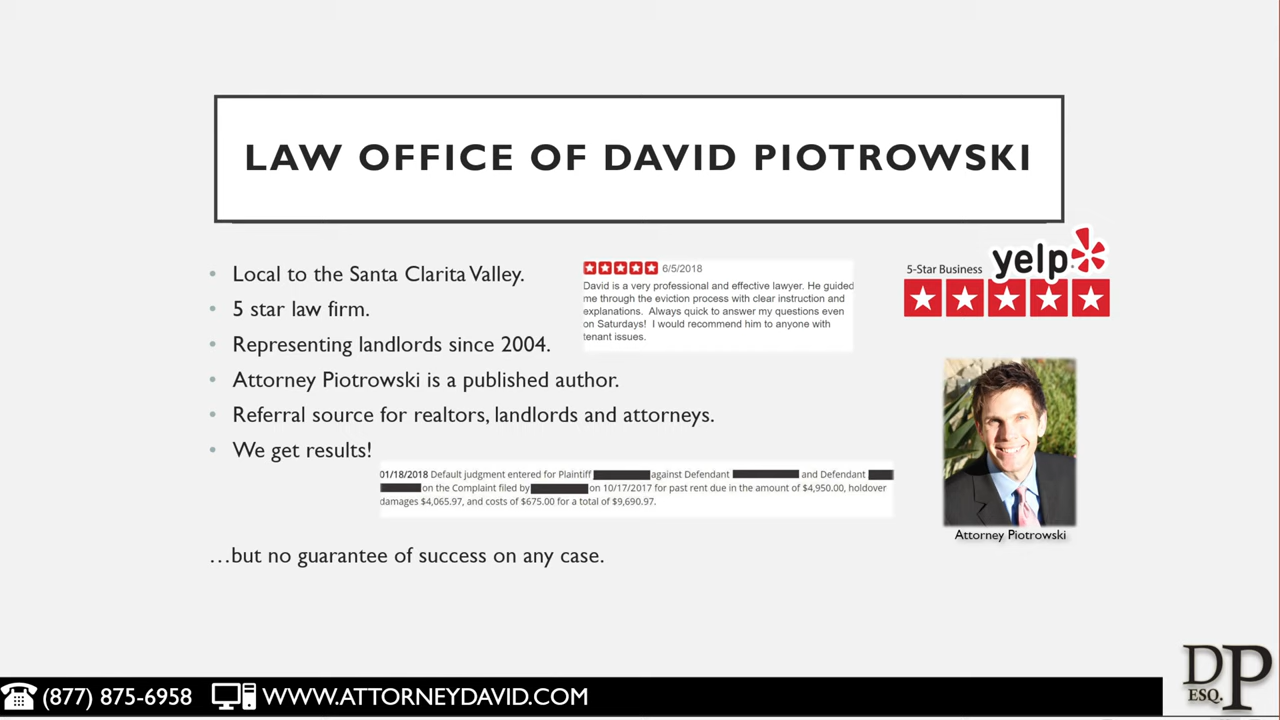 LAW OFFICE OF DAVID PIOTROWSKI
• Local to the Santa Clarita Valley.
• 5 star law firm.
• Representing landlords since 2004.
• Attorney Piotrowski is a published author.
• Referral source for realtors, landlords and attorneys.
• We get results!
6/5/2018
David is a very professional and effective lawyer. He guided
me through the eviction process with clear instruction and
explanations. Always quick to answer my questions even
on Saturdays! I would recommend him to anyone with
tenant issues.
yelp
5-Star Business
Attorney Piotrowski
01/18/2018 Default judgment entered for Plaintiff against Defendant and Defendant
on the Complaint filed by on 10/17/2017 for past rent due in the amount of $4,950.00, holdover
damages $4,065.97, and costs of $675.00 for a total of $9,690.97.
…but no guarantee of success on any case.
(877) 875-6958 WWW.ATTORNEYDAVID.COM
DP
ESQ.